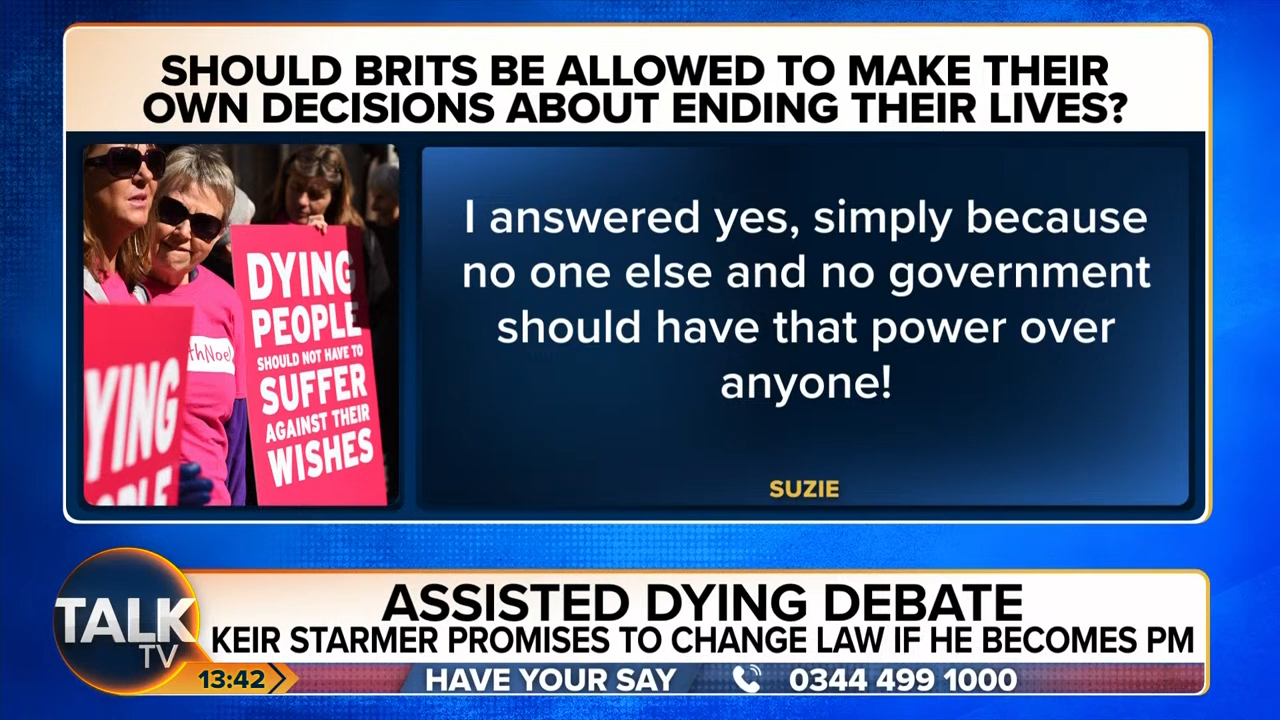 SHOULD BRITS BE ALLOWED TO MAKE THEIR
OWN DECISIONS ABOUT ENDING THEIR LIVES?
DYING
PEOPLE
SHOULD NOT HAVE TO
SUFFER
AGAINST THEIR
WISHES
thNoel
YING
OPLE
I answered yes, simply because
no one else and no government
should have that power over
anyone!
SUZIE
ASSISTED DYING DEBATE
KEIR STARMER PROMISES TO CHANGE LAW IF HE BECOMES PM
TALK
TV
13:42
HAVE YOUR SAY
0344 499 1000